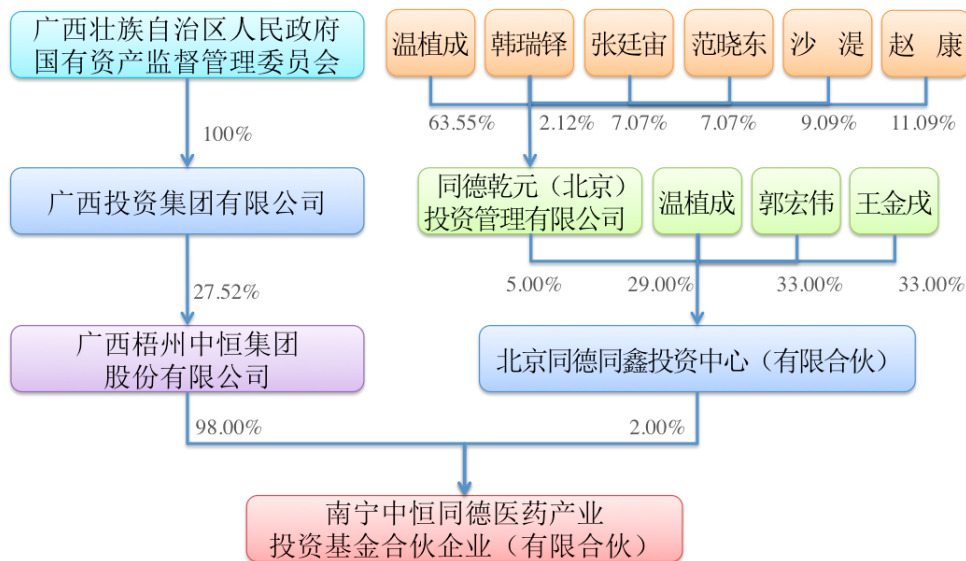 广西壮族自治区人民政府
国有资产监督管理委员会
温植成
韩瑞铎
张廷宙
范晓东
沙 湜
赵 康
100%
63.55%
2.12%
7.07%
7.07%
9.09%
11.09%
广西投资集团有限公司
同德乾元（北京）
投资管理有限公司
温植成
郭宏伟
王金戍
27.52%
5.00%
29.00%
33.00%
33.00%
广西梧州中恒集团
股份有限公司
北京同德同鑫投资中心（有限合伙）
98.00%
2.00%
南宁中恒同德医药产业
投资基金合伙企业（有限合伙）